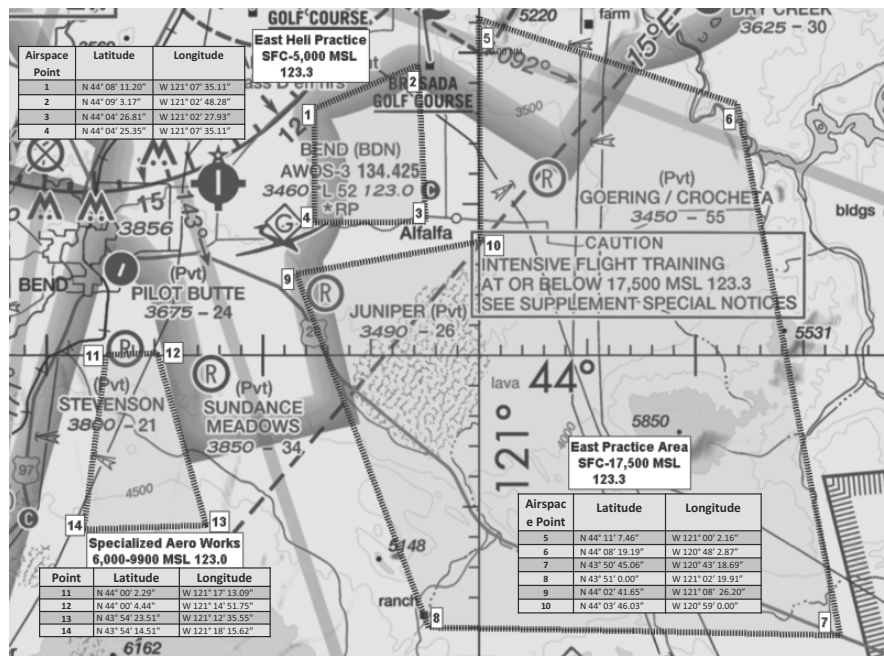 GOLF COURSE,
5220
farm
DRY CREEK
3625 - 30
East Heli Practice
SFC-5,000 MSL
123.3
5
092°
15°E
Airspace Point Latitude Longitude
1 N 44° 08' 11.20" W 121° 07' 35.11"
2 N 44° 09' 3.17" W 121° 02' 48.28"
3 N 44° 04' 26.81" W 121° 02' 27.93"
4 N 44° 04' 25.35" W 121° 07' 35.11"
2
BRASADA
GOLF COURSE
3500
6
1
12
BEND (BDN)
AWOS-3 134.425
3460 *L 52 123.0 C
*RP
R
(Pvt)
GOERING / CROCHETA
3450 - 55
bldgs
15
143°
3856
G
4
3
Alfalfa
10
CAUTION
INTENSIVE FLIGHT TRAINING
AT OR BELOW 17,500 MSL 123.3
SEE SUPPLEMENT SPECIAL NOTICES
BEND
(Pvt)
PILOT BUTTE
3675 - 24
9
R
JUNIPER (Pvt)
3490 - 26
5531
11
R
12
R
(Pvt)
STEVENSON
3800 - 21
(Pvt)
SUNDANCE
MEADOWS
3850 - 34
lava
44°
121°
4000
5850
East Practice Area
SFC-17,500 MSL
123.3
97
C
4500
14
13
Specialized Aero Works
6,000-9900 MSL 123.0
Point Latitude Longitude
11 N 44° 00' 2.29" W 121° 17' 13.09"
12 N 44° 00' 4.44" W 121° 14' 51.75"
13 N 43° 54' 23.51" W 121° 12' 35.55"
14 N 43° 54' 14.51" W 121° 18' 15.62"
5148
ranch
8
Airspac e Point Latitude Longitude
5 N 44° 11' 7.46" W 121° 00' 2.16"
6 N 44° 08' 19.19" W 120° 48' 2.87"
7 N 43° 50' 45.06" W 120° 43' 18.69"
8 N 43° 51' 0.00" W 121° 02' 19.91"
9 N 44° 02' 41.65" W 121° 08' 26.20"
10 N 44° 03' 46.03" W 120° 59' 0.00"
7
6162